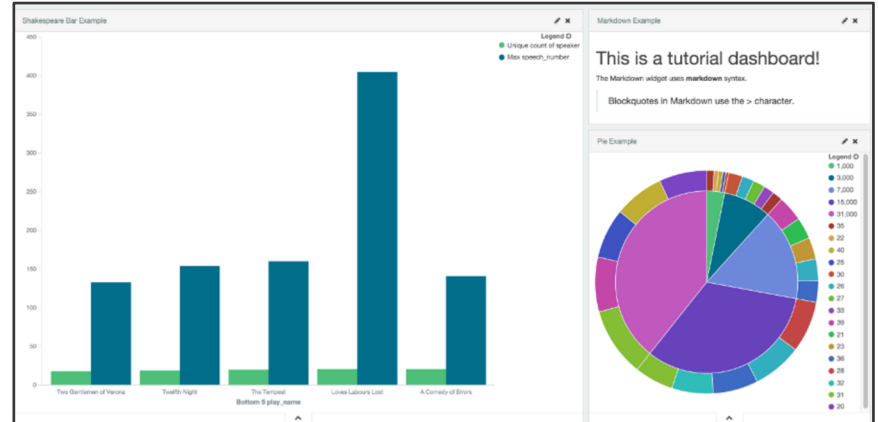 Shakespeare Bar Example
Legend
Unique count of speaker
Max speech_number
450
400
350
300
250
200
150
100
50
0
Two Gentlemen of Verona
Twelfth Night
The Tempest
Loves Labours Lost
A Comedy of Errors
Bottom 5 play_name
Markdown Example
This is a tutorial dashboard!
The Markdown widget uses markdown syntax.
Blockquotes in Markdown use the > character.
Pie Example
Legend
1,000
3,000
7,000
15,000
31,000
35
22
40
25
30
26
27
33
39
21
23
36
28
32
31
20